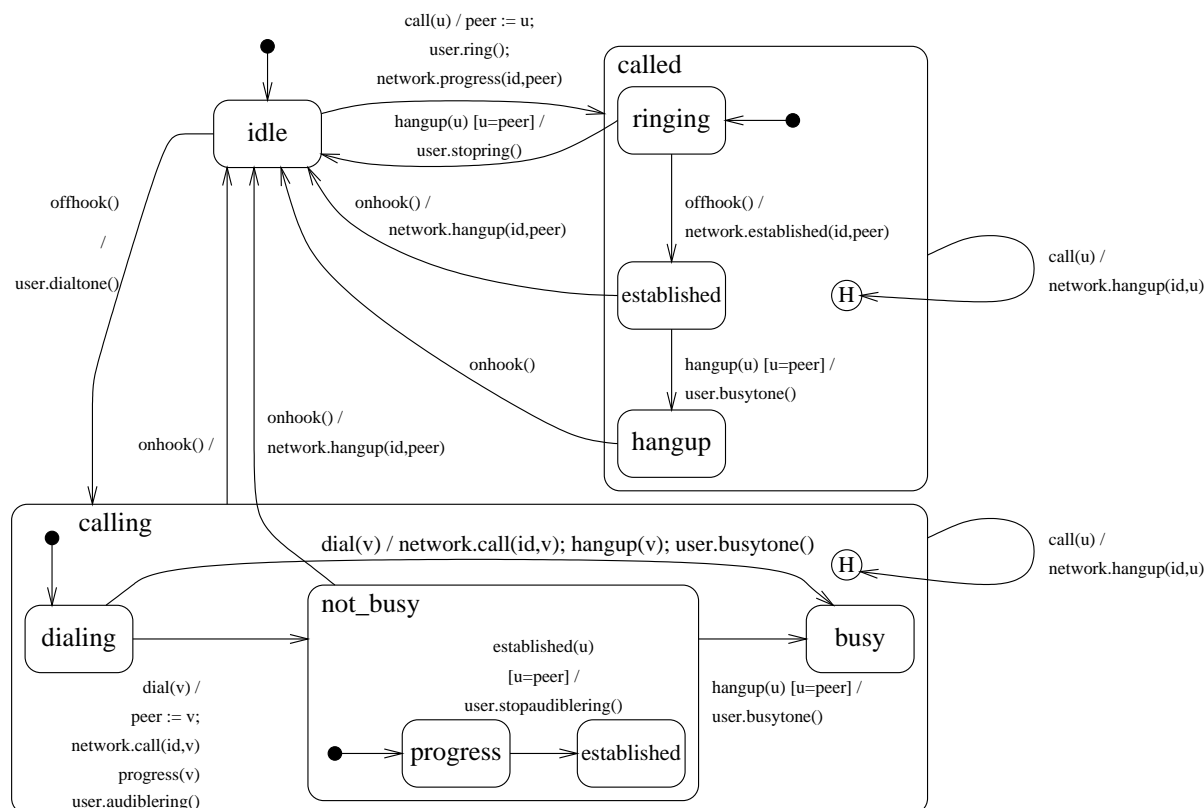 call(u) / peer := u;
user.ring();
network.progress(id,peer)
called
idle
ringing
hangup(u) [u=peer] /
user.stopring()
offhook()
/
user.dialtone()
onhook() /
network.hangup(id,peer)
offhook() /
network.established(id,peer)
call(u) /
network.hangup(id,u)
established
H
onhook()
hangup(u) [u=peer] /
user.busytone()
hangup
onhook() /
onhook() /
network.hangup(id,peer)
calling
dial(v) / network.call(id,v); hangup(v); user.busytone()
H
call(u) /
network.hangup(id,u)
not_busy
dialing
busy
established(u)
[u=peer] /
user.stopaudiblering()
dial(v) /
peer := v;
network.call(id,v)
progress(v)
user.audiblering()
hangup(u) [u=peer] /
user.busytone()
progress
established